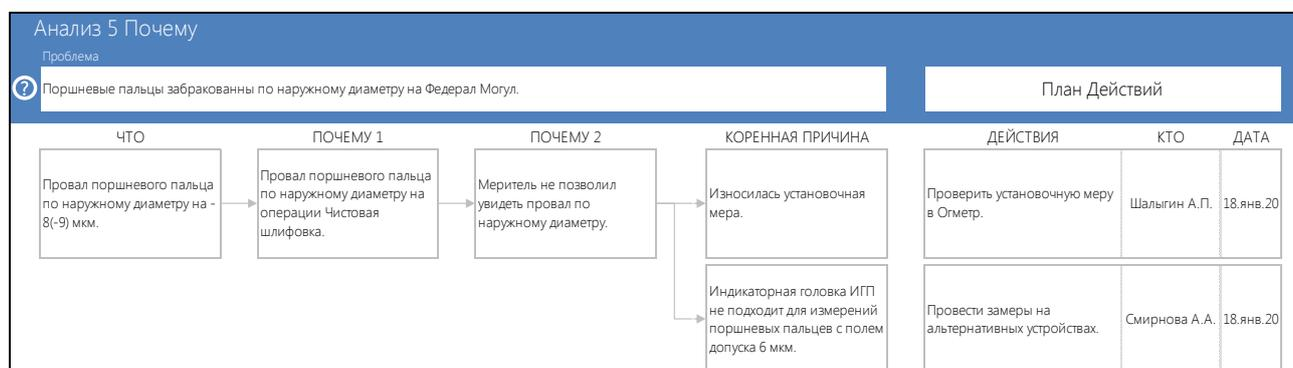 Анализ 5 Почему
Проблема
?
Поршневые пальцы забракованны по наружному диаметру на Федерал Могул.
План Действий
ЧТО
ПОЧЕМУ 1
ПОЧЕМУ 2
КОРЕННАЯ ПРИЧИНА
ДЕЙСТВИЯ
КТО
ДАТА
Провал поршневого пальца
по наружному диаметру на -
8(-9) мкм.
Провал поршневого пальца
по наружному диаметру на
операции Чистовая
шлифовка.
Меритель не позволил
увидеть провал по
наружному диаметру.
Износилась установочная
мера.
Проверить установочную меру
в Огметр.
Шалыгин А.П.
18.янв.20
Индикаторная головка ИГП
не подходит для измерений
поршневых пальцев с полем
допуска 6 мкм.
Провести замеры на
альтернативных устройствах.
Смирнова А.А.
18.янв.20